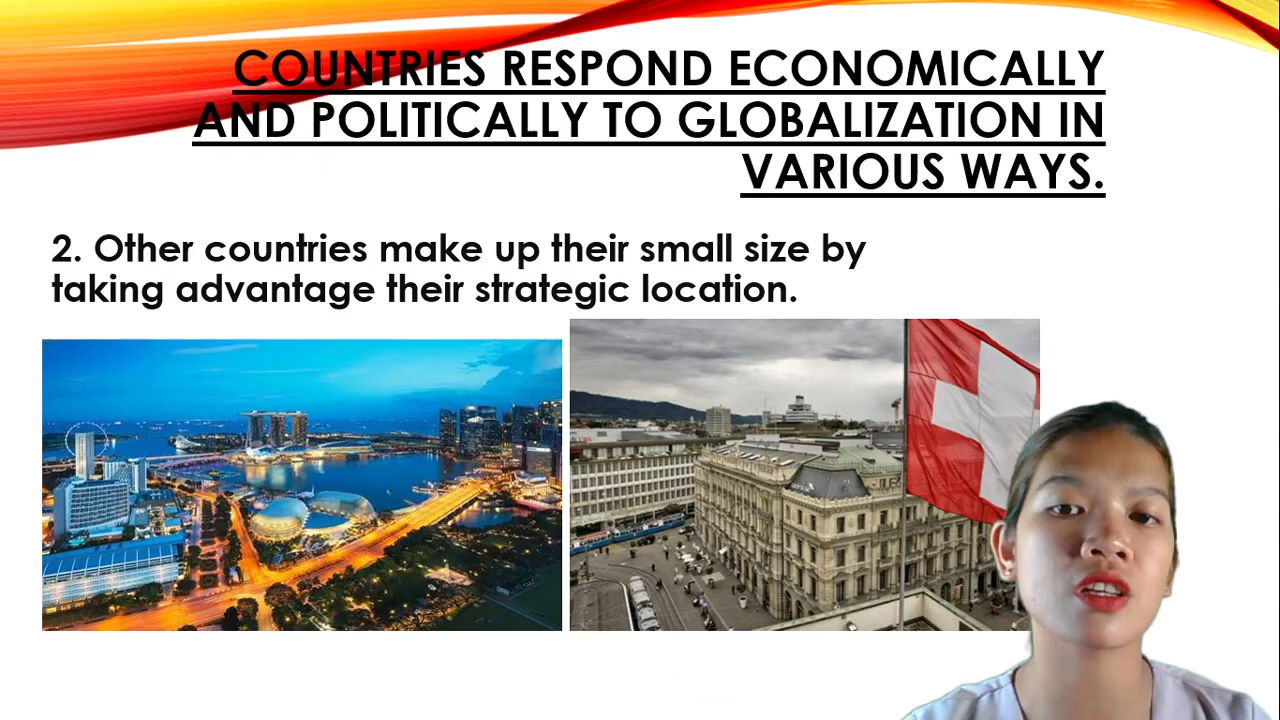 COUNTRIES RESPOND ECONOMICALLY
AND POLITICALLY TO GLOBALIZATION IN
VARIOUS WAYS.
2. Other countries make up their small size by
taking advantage their strategic location.